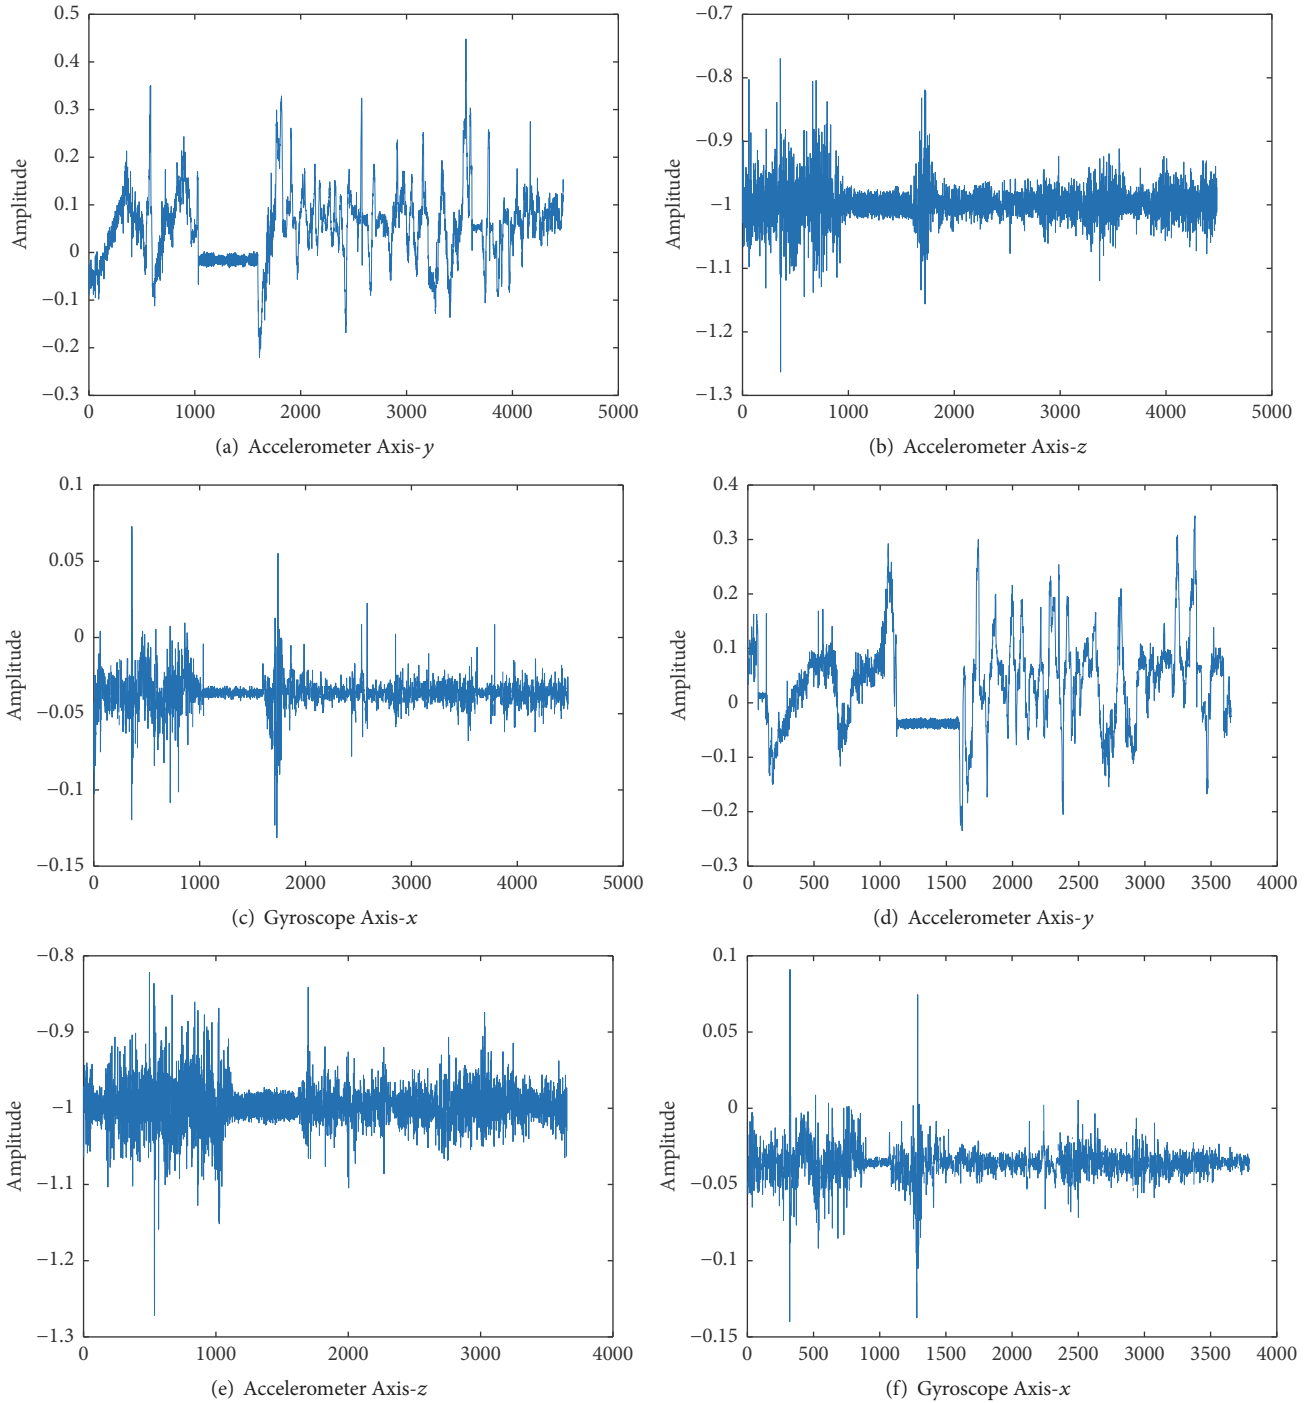 0.5
0.4
0.3
0.2
0.1
0
−0.1
−0.2
−0.3
Amplitude
0 1000 2000 3000 4000 5000
(a) Accelerometer Axis-y
−0.7
−0.8
−0.9
−1
−1.1
−1.2
−1.3
Amplitude
0 1000 2000 3000 4000 5000
(b) Accelerometer Axis-z
0.1
0.05
0
−0.05
−0.1
−0.15
Amplitude
0 1000 2000 3000 4000 5000
(c) Gyroscope Axis-x
0.4
0.3
0.2
0.1
0
−0.1
−0.2
−0.3
Amplitude
0 500 1000 1500 2000 2500 3000 3500 4000
(d) Accelerometer Axis-y
−0.8
−0.9
−1
−1.1
−1.2
−1.3
Amplitude
0 1000 2000 3000 4000
(e) Accelerometer Axis-z
0.1
0.05
0
−0.05
−0.1
−0.15
Amplitude
0 500 1000 1500 2000 2500 3000 3500 4000
(f) Gyroscope Axis-x